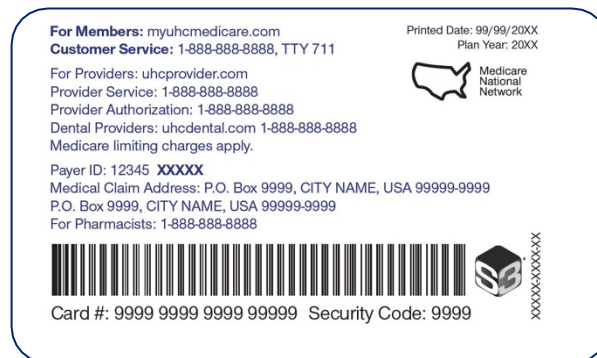 For Members: myuhcmedicare.com
Customer Service: 1-888-888-8888, TTY 711
Printed Date: 99/99/20XX
Plan Year: 20XX
Medicare
National
Network
For Providers: uhcprovider.com
Provider Service: 1-888-888-8888
Provider Authorization: 1-888-888-8888
Dental Providers: uhcdental.com 1-888-888-8888
Medicare limiting charges apply.
Payer ID: 12345 XXXXX
Medical Claim Address: P.O. Box 9999, CITY NAME, USA 99999-9999
P.O. Box 9999, CITY NAME, USA 99999-9999
For Pharmacists: 1-888-888-8888
S3
XXXXX-XXXX-XX
Card #: 9999 9999 9999 99999 Security Code: 9999